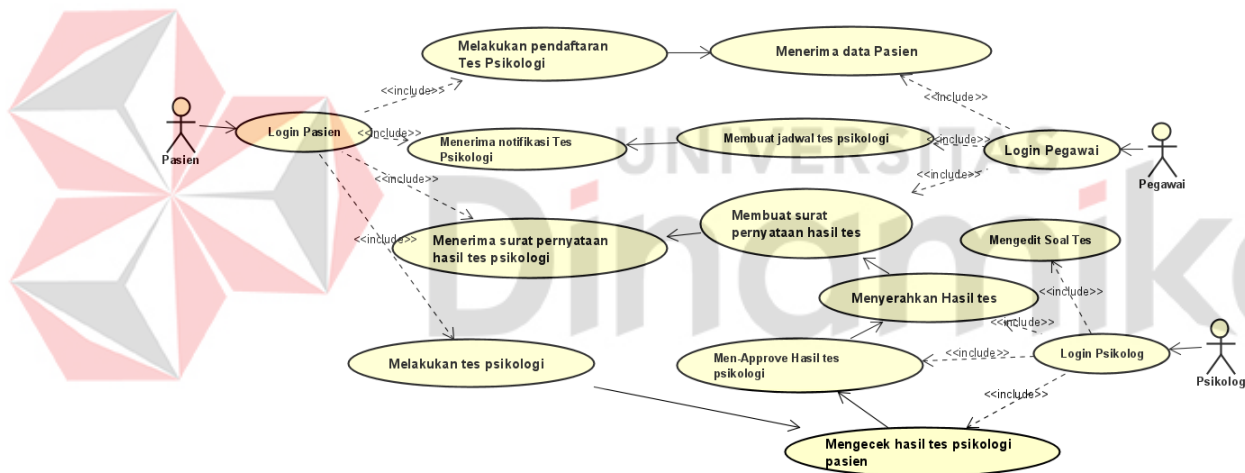 Melakukan pendaftaran
Tes Psikologi
Menerima data Pasien
<<include>>
<<include>>
Login Pasien
<<include>>
Pasien
Menerima notifikasi Tes
Psikologi
Membuat jadwal tes psikologi
<<include>>
Login Pegawai
Pegawai
UNIVERSITAS
<<include>>
<<include>>
Membuat surat
pernyataan hasil tes
Dinamika
Menerima surat pernyataan
hasil tes psikologi
<<include>>
Mengedit Soal Tes
Menyerahkan Hasil tes
<<include>>
<<include>>
Melakukan tes psikologi
Men-Approve Hasil tes
psikologi
<<include>>
Login Psikolog
Psikolog
<<include>>
Mengecek hasil tes psikologi
pasien